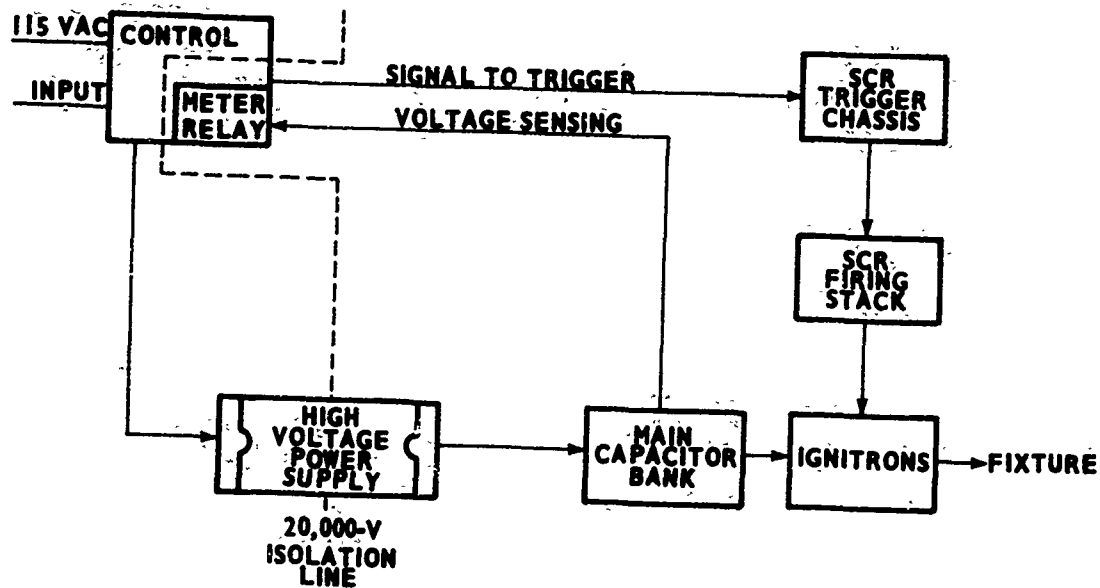 115 VAC
CONTROL
INPUT
METER
RELAY
SIGNAL TO TRIGGER
VOLTAGE SENSING
SCR
TRIGGER
CHASSIS
SCR
FIRING
STACK
HIGH
VOLTAGE
POWER
SUPPLY
MAIN
CAPACITOR
BANK
IGNITRONS
FIXTURE
20,000-V
ISOLATION
LINE